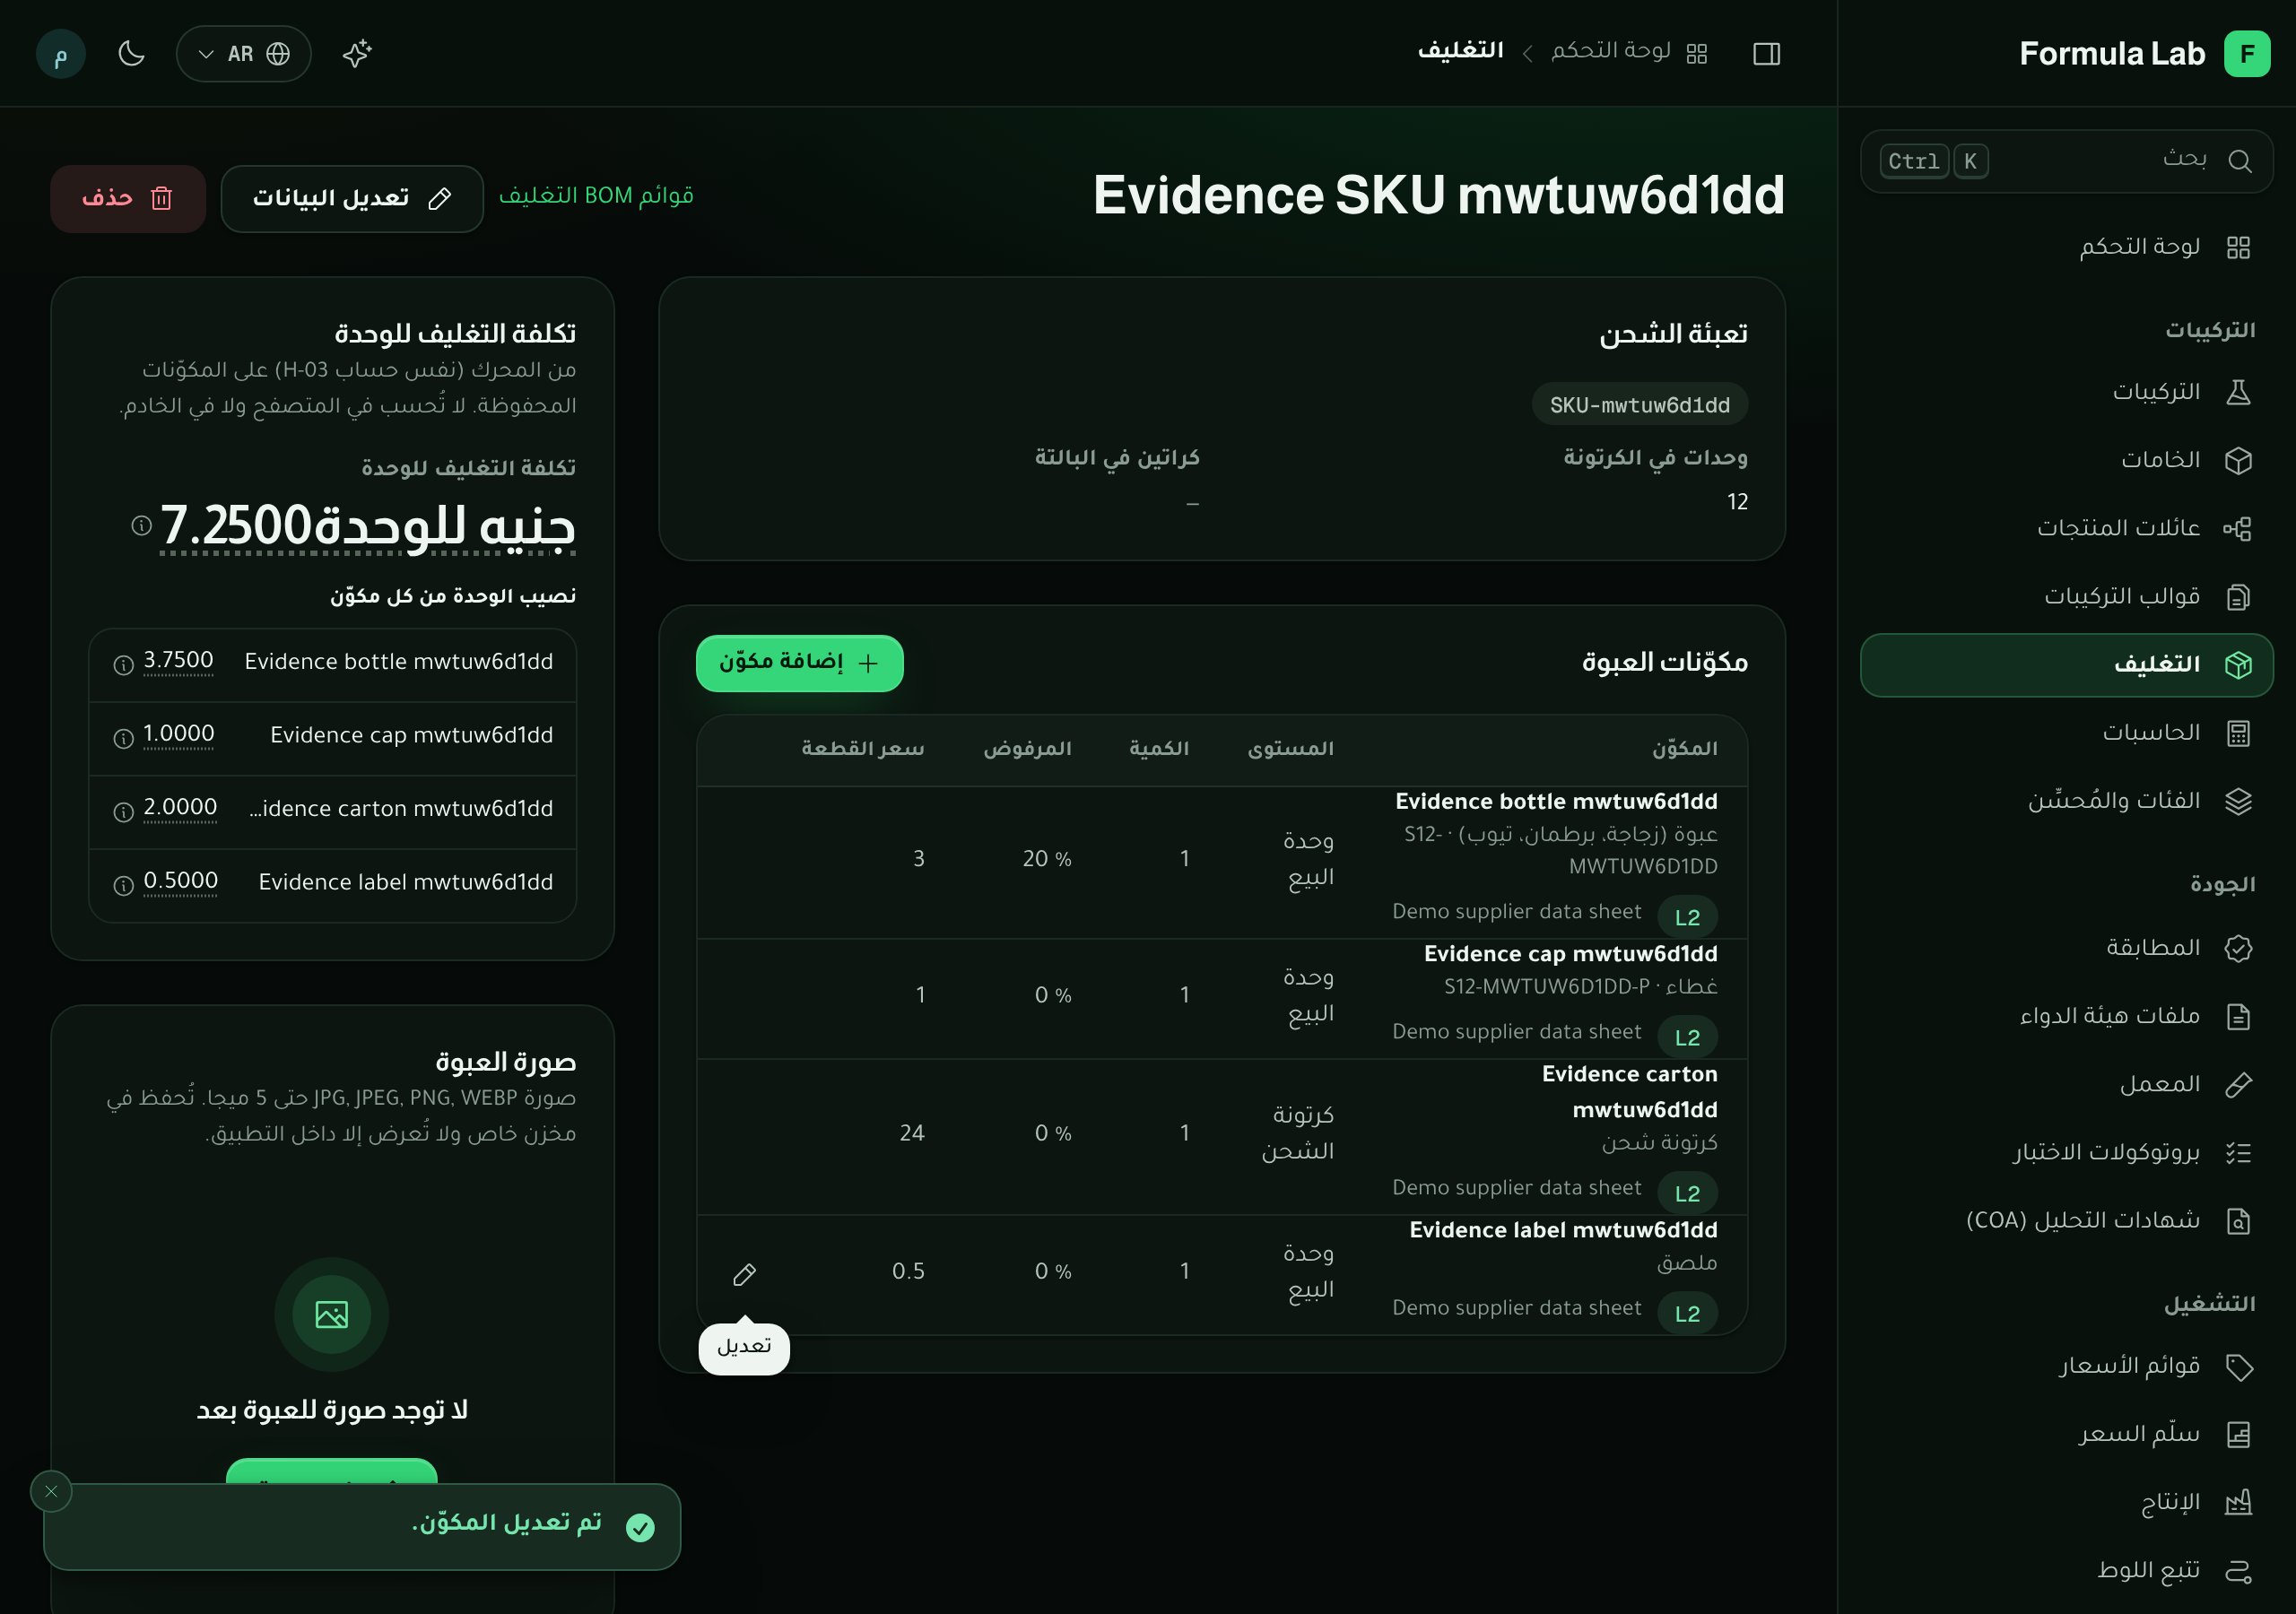 F Formula Lab
بحث
Ctrl K
لوحة التحكم
التركيبات
التركيبات
الخامات
عائلات المنتجات
قوالب التركيبات
التغليف
الحاسبات
الفئات والمُحسِّن
الجودة
المطابقة
ملفات هيئة الدواء
المعمل
بروتوكولات الاختبار
شهادات التحليل (COA)
التشغيل
قوائم الأسعار
سلّم السعر
الإنتاج
تتبع اللوط
لوحة التحكم
التغليف
AR
م
Evidence SKU mwtuw6d1dd
قوائم BOM التغليف
تعديل البيانات
حذف
تعبئة الشحن
SKU-mwtuw6d1dd
وحدات في الكرتونة
كراتين في البالتة
12
—
مكوّنات العبوة
إضافة مكوّن
المكوّن المستوى الكمية المرفوض سعر القطعة
Evidence bottle mwtuw6d1dd
عبوة (زجاجة، برطمان، تيوب) · S12-
MWTUW6D1DD
L2 Demo supplier data sheet
وحدة
البيع
1
20 %
3
Evidence cap mwtuw6d1dd
غطاء · S12-MWTUW6D1DD-P
L2 Demo supplier data sheet
وحدة
البيع
1
0 %
1
Evidence carton
mwtuw6d1dd
كرتونة شحن
L2 Demo supplier data sheet
كرتونة
الشحن
1
0 %
24
Evidence label mwtuw6d1dd
ملصق
L2 Demo supplier data sheet
وحدة
البيع
1
0 %
0.5
تعديل
تكلفة التغليف للوحدة
من المحرك (نفس حساب H-03) على المكوّنات
المحفوظة. لا تُحسب في المتصفح ولا في الخادم.
تكلفة التغليف للوحدة
جنيه للوحدة7.2500
نصيب الوحدة من كل مكوّن
Evidence bottle mwtuw6d1dd 3.7500
Evidence cap mwtuw6d1dd 1.0000
...idence carton mwtuw6d1dd 2.0000
Evidence label mwtuw6d1dd 0.5000
صورة العبوة
صورة JPG, JPEG, PNG, WEBP حتى 5 ميجا. تُحفظ في
مخزن خاص ولا تُعرض إلا داخل التطبيق.
لا توجد صورة للعبوة بعد
تم تعديل المكوّن.